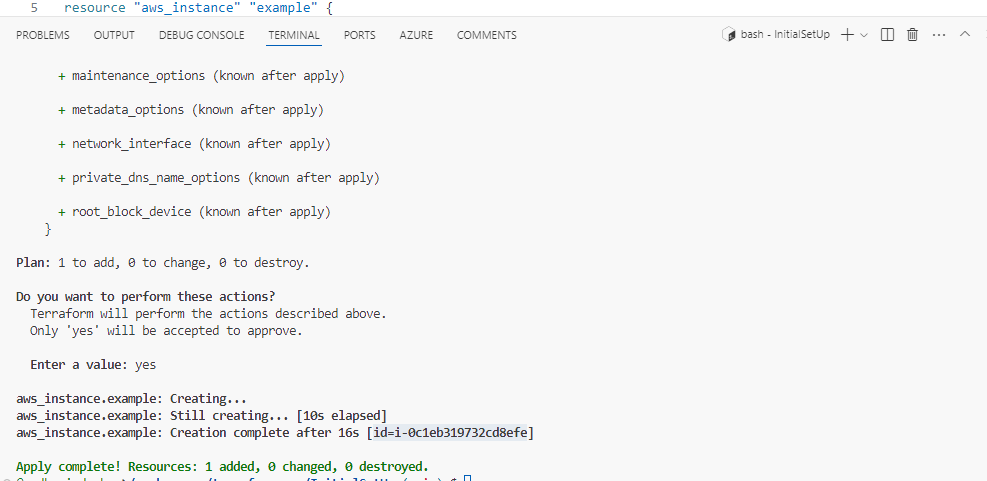 5 resource "aws_instance" "example" {
PROBLEMS OUTPUT DEBUG CONSOLE TERMINAL PORTS AZURE COMMENTS bash - InitialSetUp
+ maintenance_options (known after apply)
+ metadata_options (known after apply)
+ network_interface (known after apply)
+ private_dns_name_options (known after apply)
+ root_block_device (known after apply)
}
Plan: 1 to add, 0 to change, 0 to destroy.
Do you want to perform these actions?
Terraform will perform the actions described above.
Only 'yes' will be accepted to approve.
Enter a value: yes
aws_instance.example: Creating...
aws_instance.example: Still creating... [10s elapsed]
aws_instance.example: Creation complete after 16s [id=i-0c1eb319732cd8efe]
Apply complete! Resources: 1 added, 0 changed, 0 destroyed.